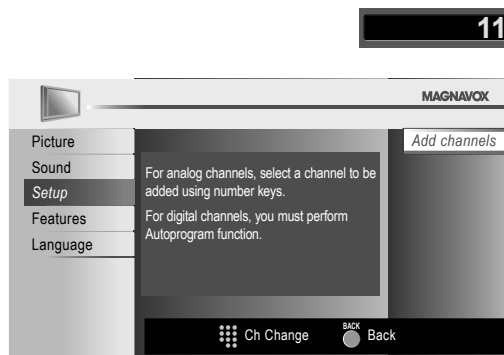 11
MAGNAVOX
Picture
Sound
Setup
Features
Language
For analog channels, select a channel to be
added using number keys.
For digital channels, you must perform
Autoprogram function.
Add channels
Ch Change
BACK Back